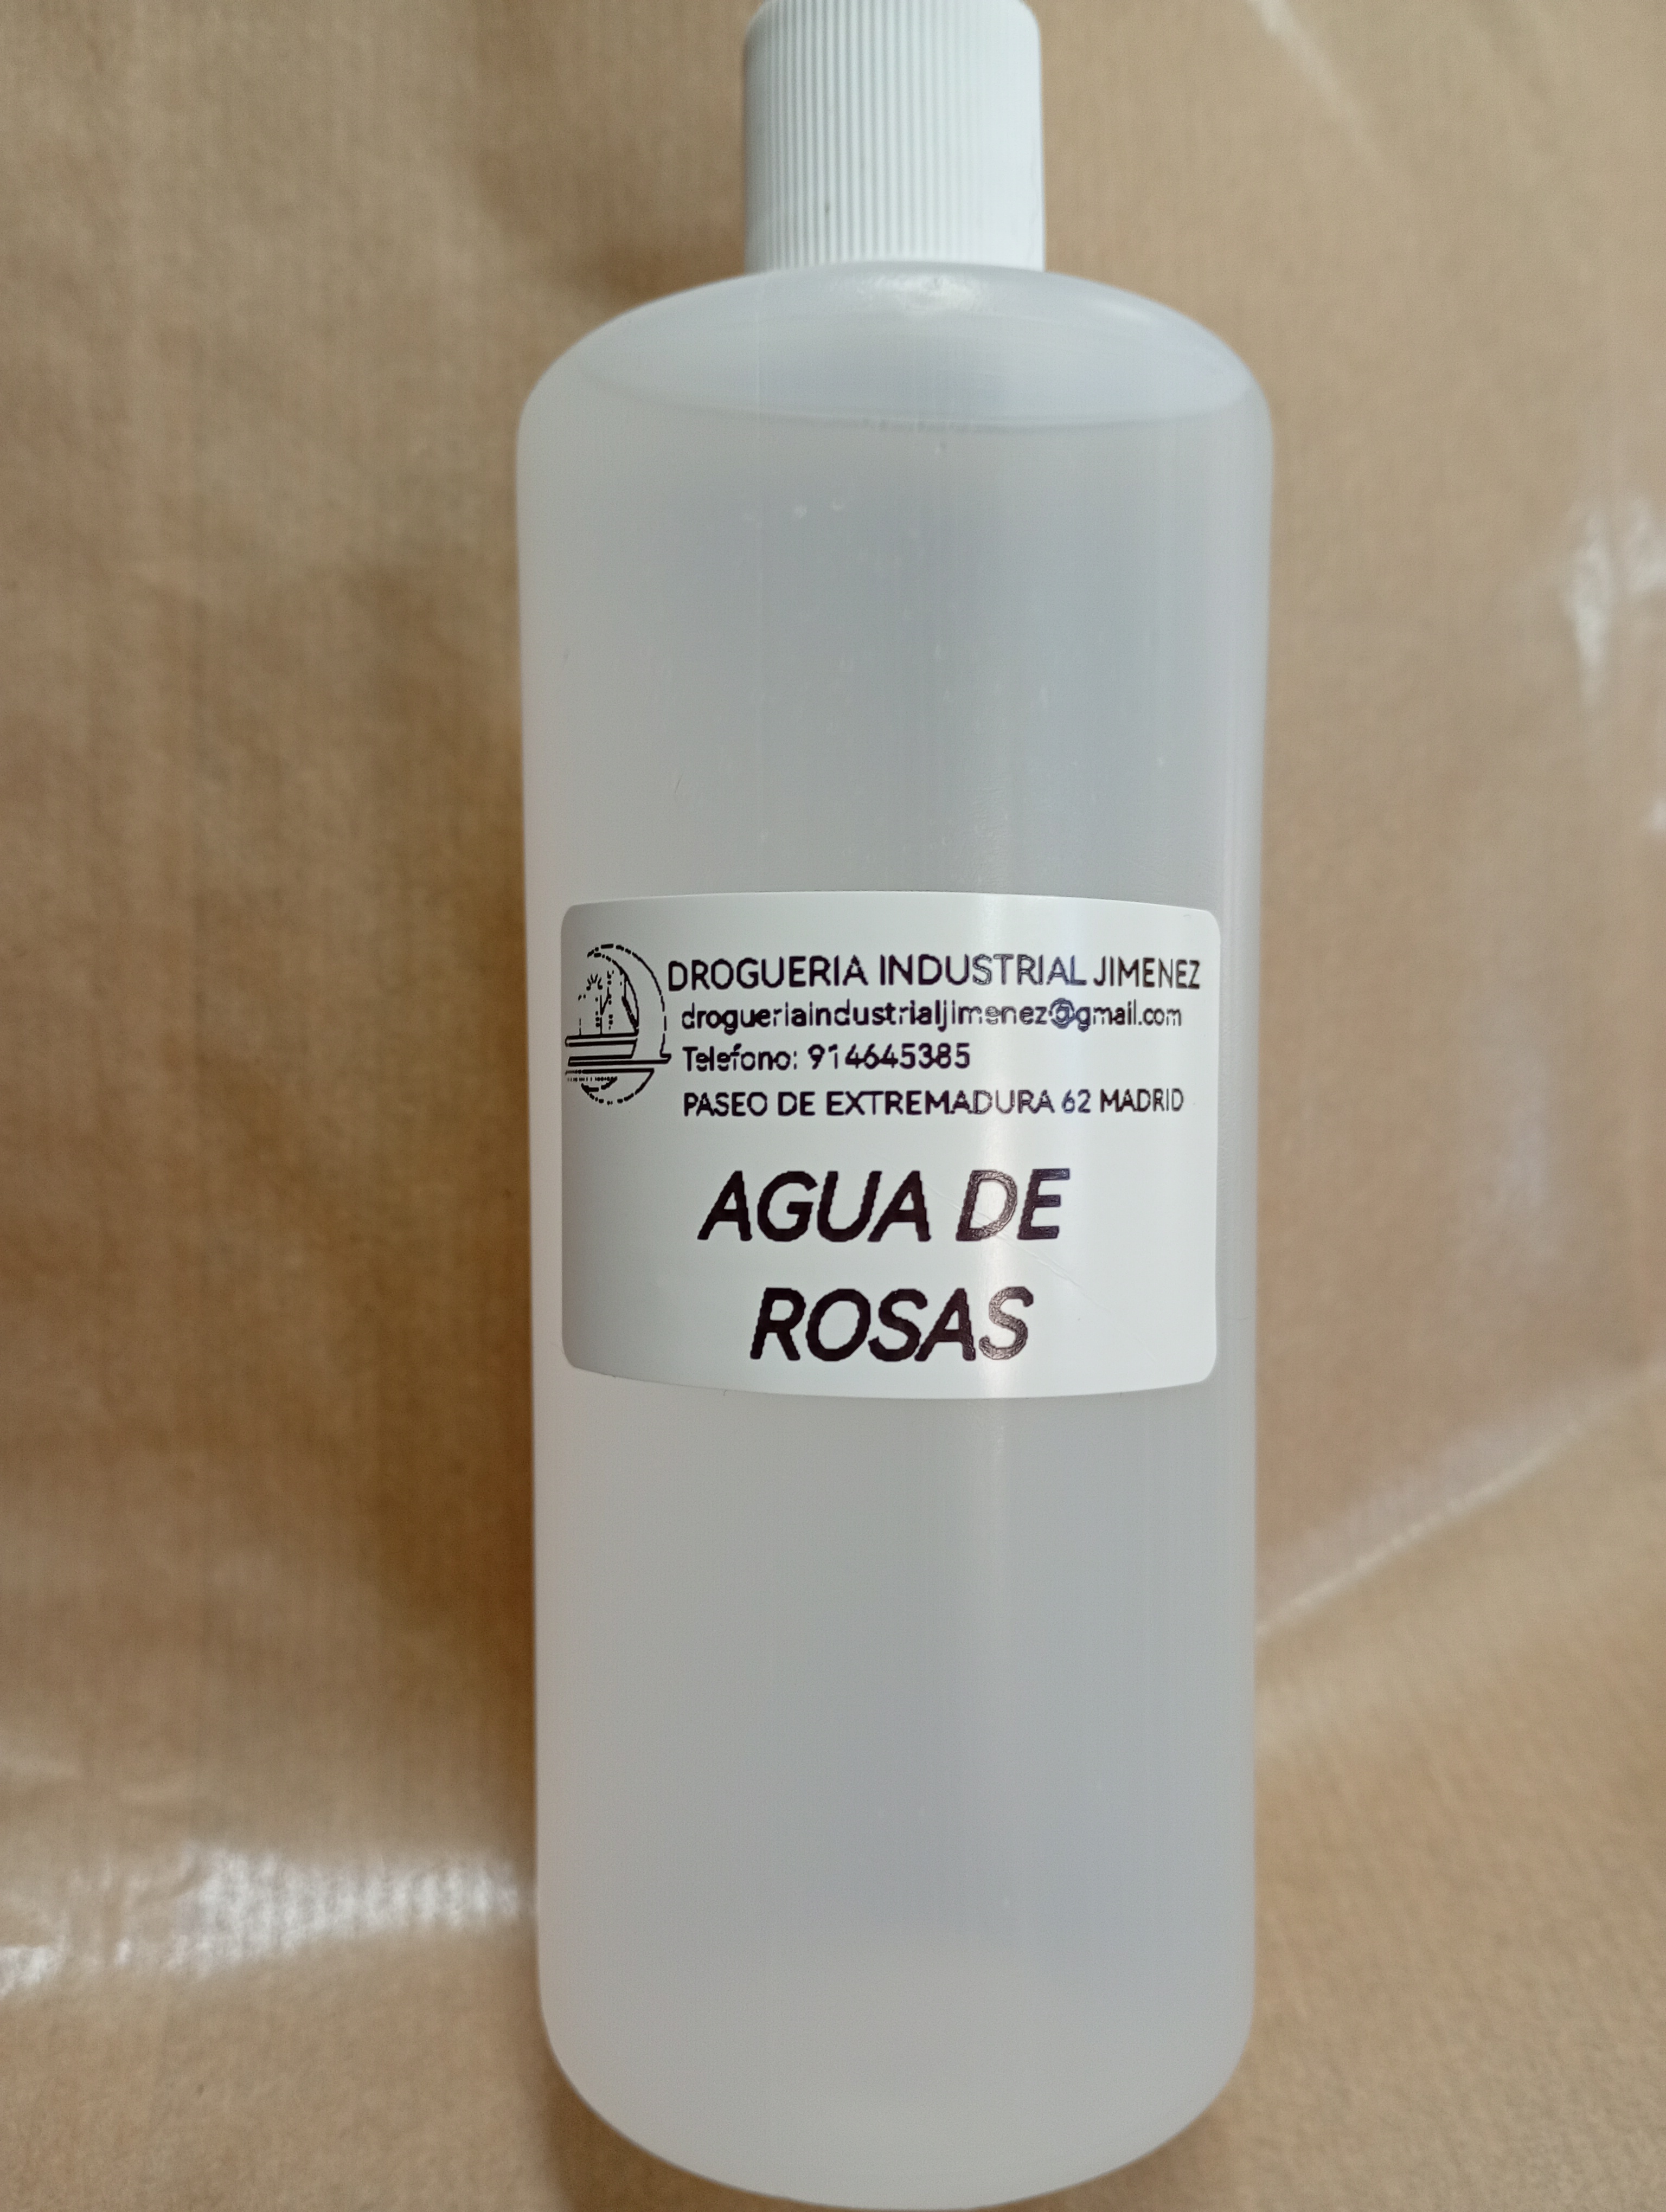 DROGUERIA INDUSTRIAL JIMENEZ
drogueriaindustrialjimenez@gmail.com
Telefono: 914645385
PASEO DE EXTREMADURA 62 MADRID
AGUA DE
ROSAS